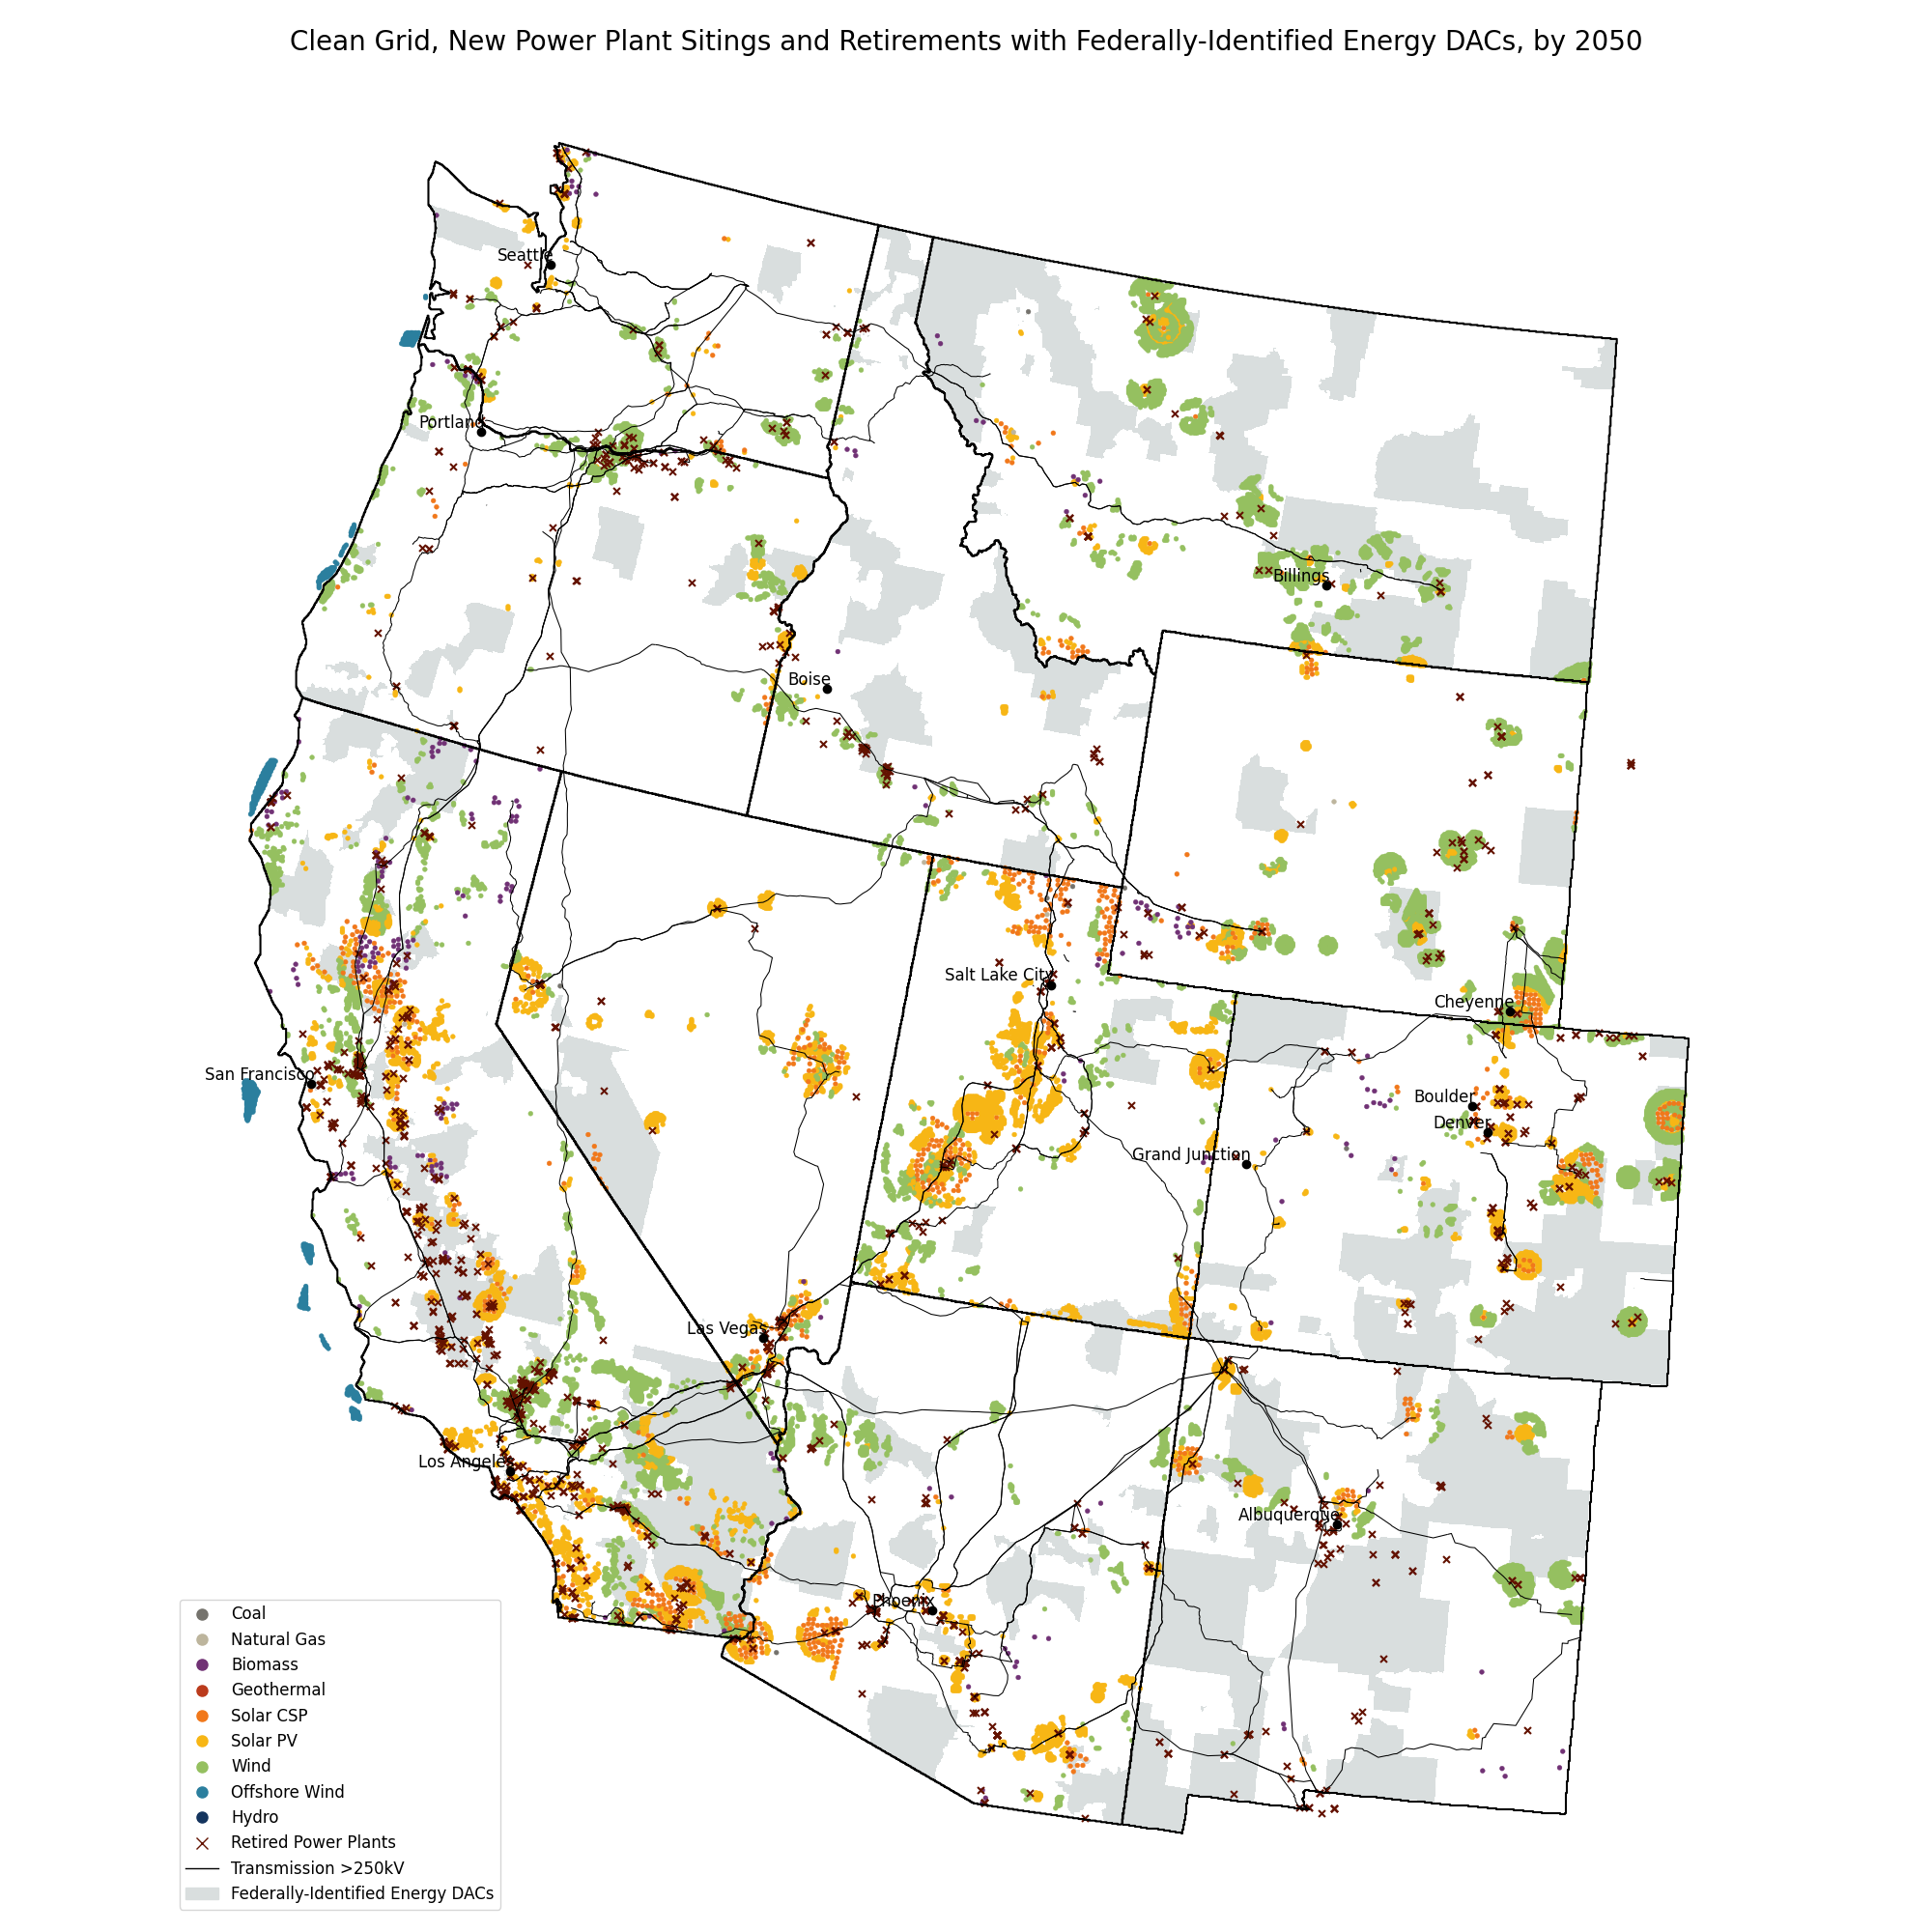 Clean Grid, New Power Plant Sitings and Retirements with Federally-Identified Energy DACs, by 2050
Seattle
Portland
Billings
Boise
Salt Lake City
Cheyenne
San Francisco
Boulder
Denver
Grand Junction
Las Vegas
Los Angeles
Albuquerque
Phoenix
Coal
Natural Gas
Biomass
Geothermal
Solar CSP
Solar PV
Wind
Offshore Wind
Hydro
Retired Power Plants
Transmission >250kV
Federally-Identified Energy DACs